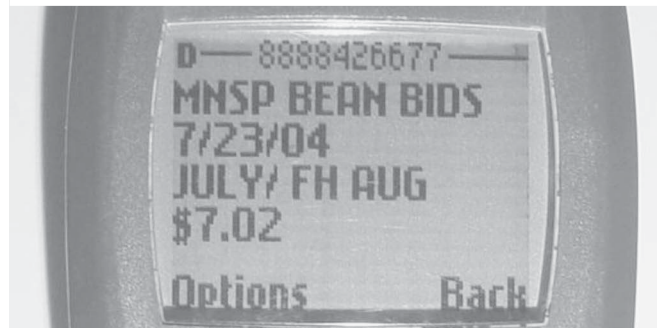 D 8888426677
MNSP BEAN BIDS
7/23/04
JULY/ FH AUG
$7.02
Options Back